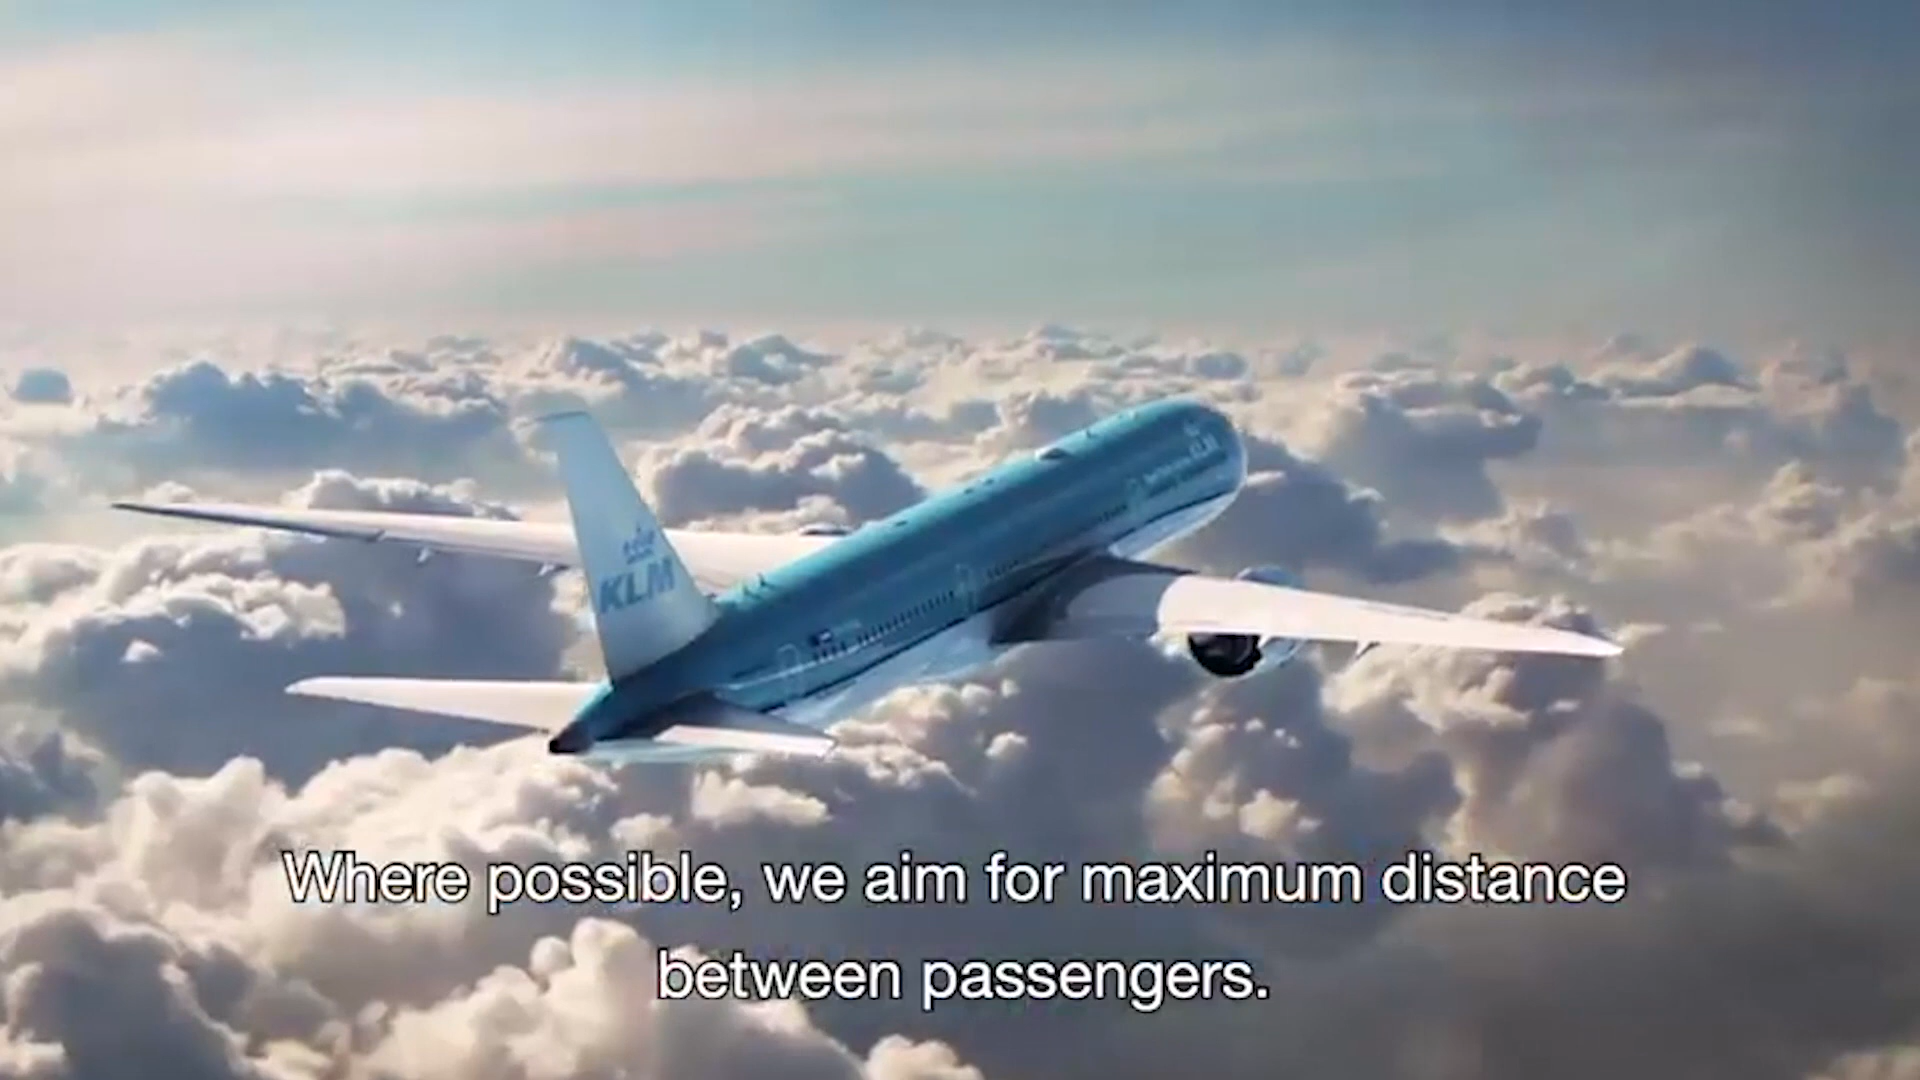 KLM
Where possible, we aim for maximum distance
between passengers.